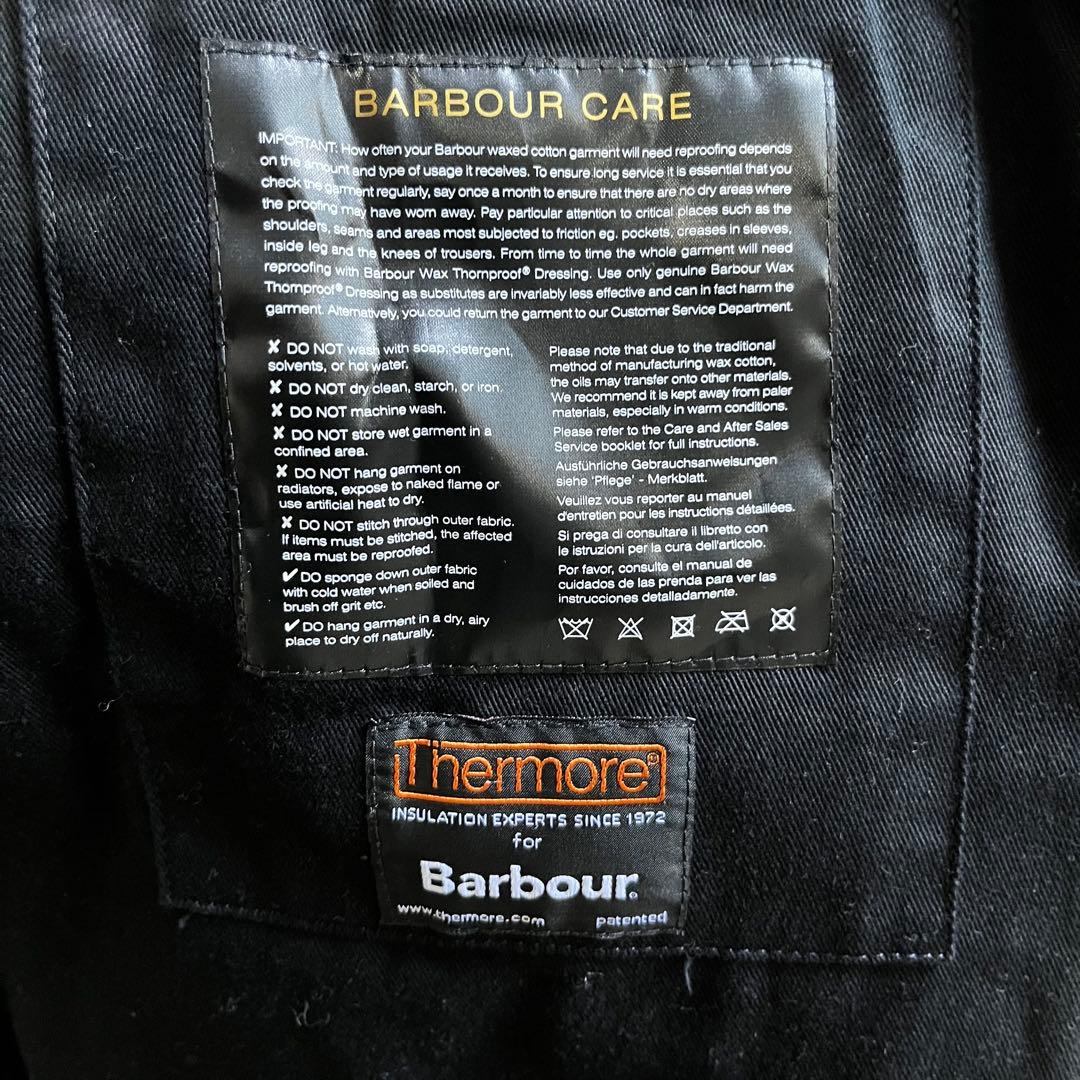 BARBOUR CARE
IMPORTANT: How often your Barbour waxed cotton garment will need reproofing depends
on the amount and type of usage it receives. To ensure long service it is essential that you
check the garment regularly, say once a month to ensure that there are no dry areas where
the proofing may have worn away. Pay particular attention to critical places such as the
shoulders, seams and areas most subjected to friction eg. pockets, creases in sleeves,
inside leg and the knees of trousers. From time to time the whole garment will need
reproofing with Barbour Wax Thornproof® Dressing. Use only genuine Barbour Wax
Thornproof® Dressing as substitutes are invariably less effective and can in fact harm the
garment. Alternatively, you could return the garment to our Customer Service Department.
✘ DO NOT wash with soap, detergent,
solvents, or hot water.
✘ DO NOT dry clean, starch, or iron.
✘ DO NOT machine wash.
✘ DO NOT store wet garment in a
confined area.
✘ DO NOT hang garment on
radiators, expose to naked flame or
use artificial heat to dry.
✘ DO NOT stitch through outer fabric.
If items must be stitched, the affected
area must be reproofed.
✔ DO sponge down outer fabric
with cold water when soiled and
brush off grit etc.
✔ DO hang garment in a dry, airy
place to dry off naturally.
Please note that due to the traditional
method of manufacturing wax cotton,
the oils may transfer onto other materials.
We recommend it is kept away from paler
materials, especially in warm conditions.
Please refer to the Care and After Sales
Service booklet for full instructions.
Ausführliche Gebrauchsanweisungen
siehe 'Pflege' - Merkblatt.
Veuillez vous reporter au manuel
d'entretien pour les instructions détaillées.
Si prega di consultare il libretto con
le istruzioni per la cura dell'articolo.
Por favor, consulte el manual de
cuidados de las prenda para ver las
instrucciones detalladamente.
Thermore®
INSULATION EXPERTS SINCE 1972
for
Barbour®
www.thermore.com patented